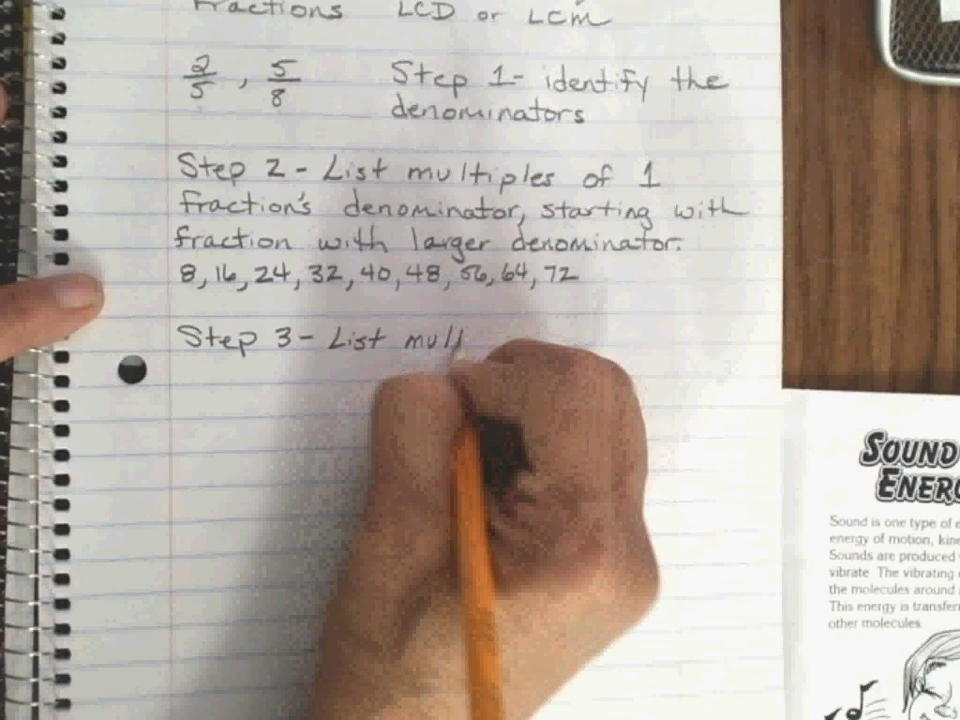 Fractions LCD or LCM
2/5 , 5/8 Step 1- identify the
denominators
Step 2 - List multiples of 1
fraction's denominator, starting with
fraction with larger denominator.
8, 16, 24, 32, 40, 48, 56, 64, 72
Step 3 - List mult
SOUND
ENERG
Sound is one type of e
energy of motion, kine
Sounds are produced
vibrate. The vibrating
the molecules around
This energy is transfer
other molecules.